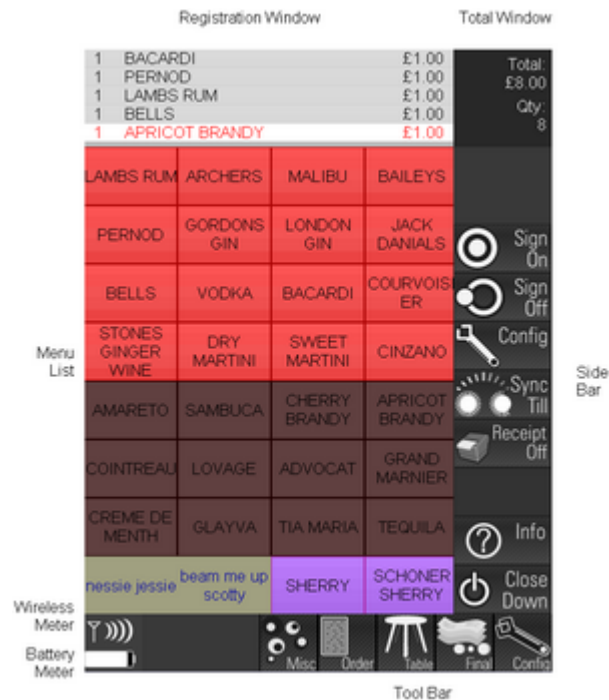 Registration Window
Total Window
1 BACARDI £1.00
1 PERNOD £1.00
1 LAMBS RUM £1.00
1 BELLS £1.00
1 APRICOT BRANDY £1.00
Total:
£8.00
Qty:
8
LAMBS RUM ARCHERS MALIBU BAILEYS
PERNOD
GORDONS
GIN
LONDON
GIN
JACK
DANIALS
BELLS VODKA BACARDI
COURVOISI
ER
STONES
GINGER
WINE
DRY
MARTINI
SWEET
MARTINI
CINZANO
AMARETO SAMBUCA
CHERRY
BRANDY
APRICOT
BRANDY
COINTREAU LOVAGE ADVOCAT
GRAND
MARNIER
CREME DE
MENTH
GLAYVA TIA MARIA TEQUILA
nessie jessie
beam me up
scotty
SHERRY
SCHONER
SHERRY
Sign
On
Sign
Off
Config
Sync
Till
Receipt
Off
Info
Close
Down
Menu
List
Side
Bar
Wireless
Meter
Battery
Meter
Misc Order Table Final Config
Tool Bar